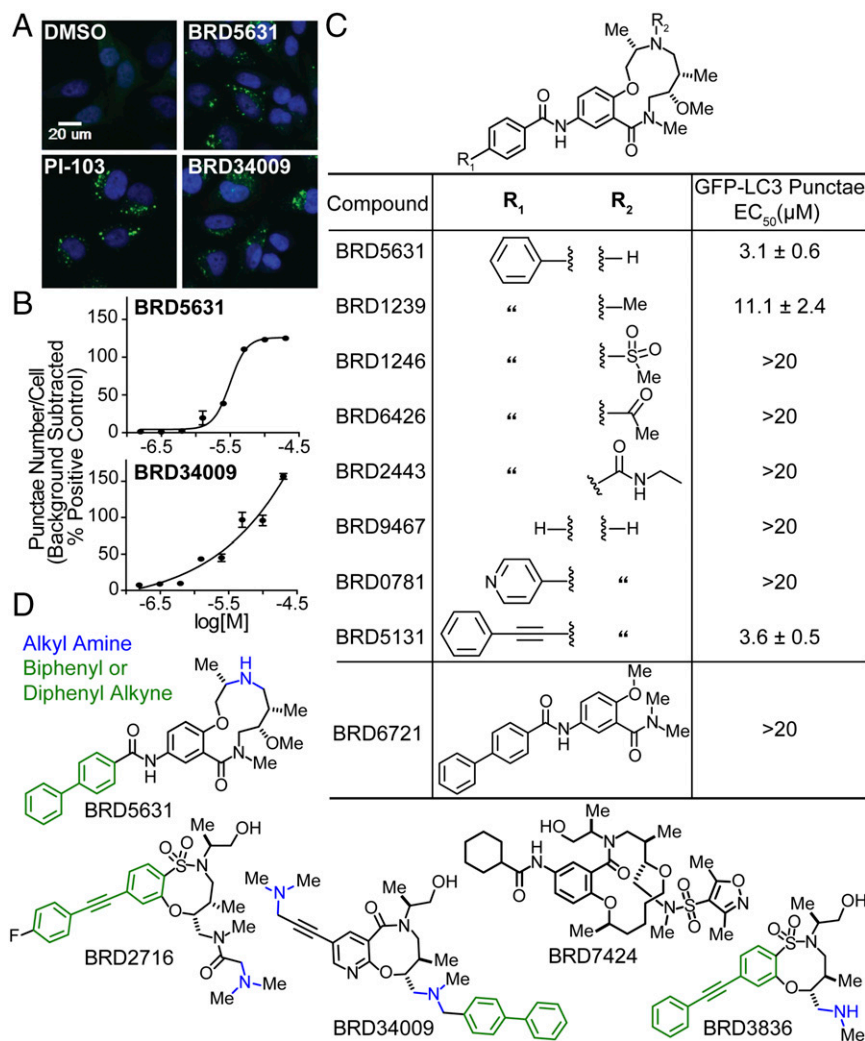 A
DMSO
BRD5631
20 um
PI-103
BRD34009
B
BRD5631
150
100
50
0
-6.5
-5.5
-4.5
BRD34009
150
100
50
0
-6.5
-5.5
-4.5
log[M]
Punctae Number/Cell
(Background Subtracted
% Positive Control)
C
R2
Me
N
Me
O
OMe
O
N
H
N
Me
O
R1
Compound
R1
R2
GFP-LC3 Punctae
EC50(µM)
BRD5631
H
3.1 ± 0.6
BRD1239
“
Me
11.1 ± 2.4
BRD1246
“
O
S
O
Me
>20
BRD6426
“
O
Me
>20
BRD2443
“
O
N
H
>20
BRD9467
H
H
>20
BRD0781
N
“
>20
BRD5131
“
3.6 ± 0.5
BRD6721
O
Me
O
N
H
Me
N
Me
O
>20
D
Alkyl Amine
Biphenyl or
Diphenyl Alkyne
H
Me
N
Me
O
OMe
O
N
H
N
Me
O
BRD5631
Me
OH
O2
S
N
O
Me
F
N
Me
O
N
Me
Me
BRD2716
Me
N
Me
Me
OH
O
N
N
O
Me
Me
N
BRD34009
HO
Me
N
Me
O
N
H
O
O
Me
O
N
Me
O
S
O
Me
O
N
Me
BRD7424
Me
OH
O2
S
N
O
Me
NH
Me
BRD3836